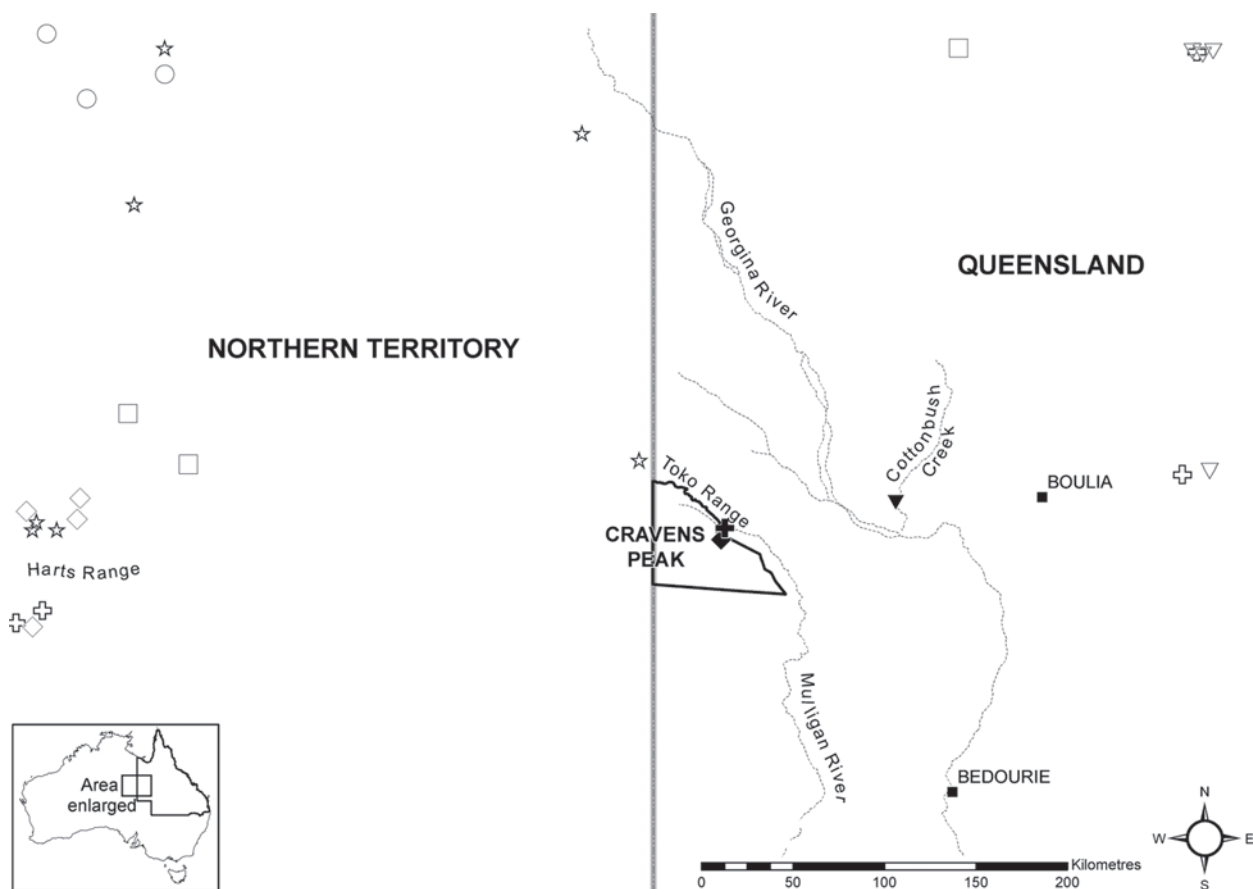 Georgina River
QUEENSLAND
NORTHERN TERRITORY
Cottonbush
Creek
Toko Range
BOULIA
CRAVENS
PEAK
Harts Range
Mulligan River
Area
enlarged
BEDOURIE
N
W
E
S
Kilometres
0
50
100
150
200